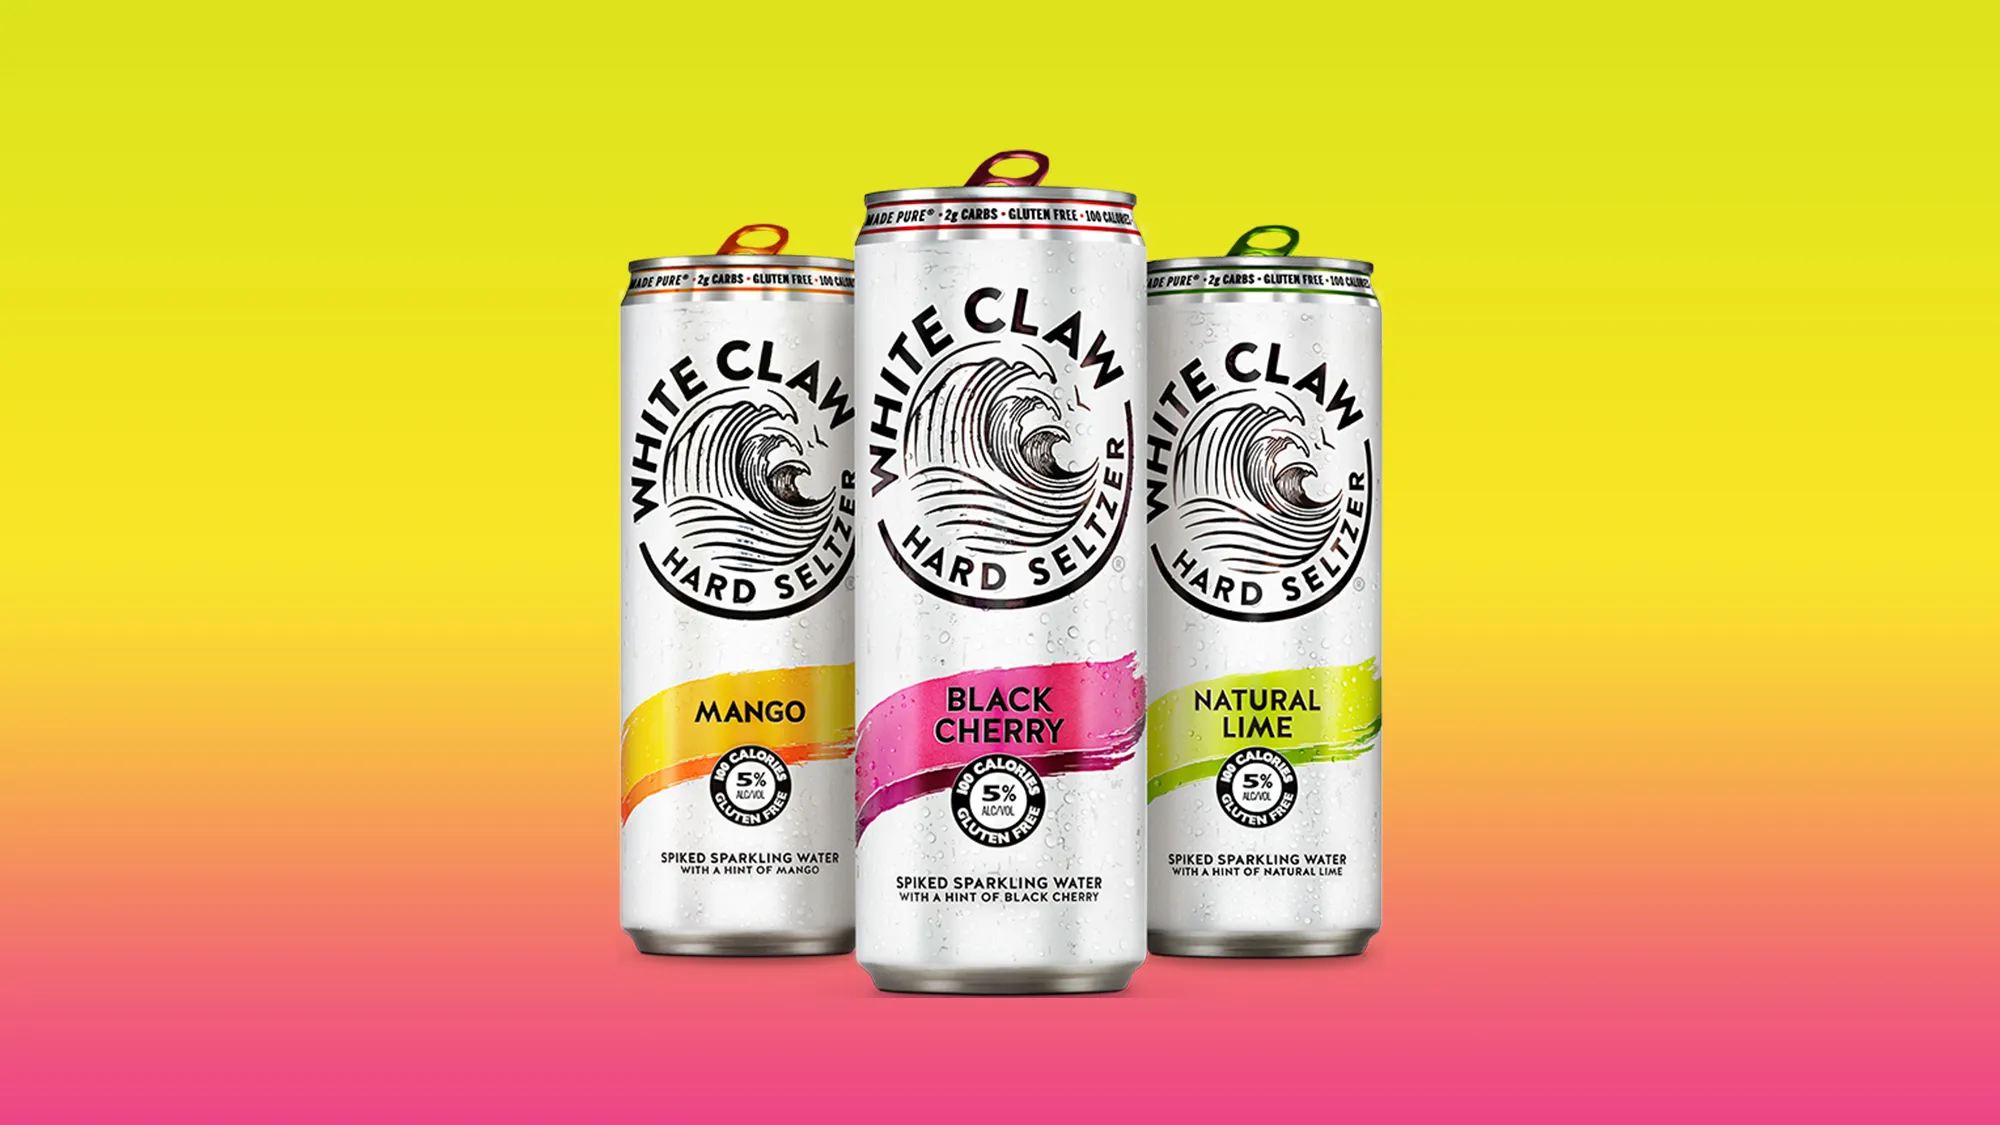 MADE PURE® • 2g CARBS • GLUTEN FREE • 100
WHITE CLAW
HARD SELTZER
®
MANGO
100 CALORIES
5%
ALC/VOL
GLUTEN FREE
SPIKED SPARKLING WATER
WITH A HINT OF MANGO
MADE PURE® • 2g CARBS • GLUTEN FREE • 100 CALORIES
WHITE CLAW
HARD SELTZER
®
BLACK
CHERRY
100 CALORIES
5%
ALC/VOL
GLUTEN FREE
SPIKED SPARKLING WATER
WITH A HINT OF BLACK CHERRY
MADE PURE® • 2g CARBS • GLUTEN FREE • 100 CALORIES
WHITE CLAW
HARD SELTZER
®
NATURAL
LIME
100 CALORIES
5%
ALC/VOL
GLUTEN FREE
SPIKED SPARKLING WATER
WITH A HINT OF NATURAL LIME